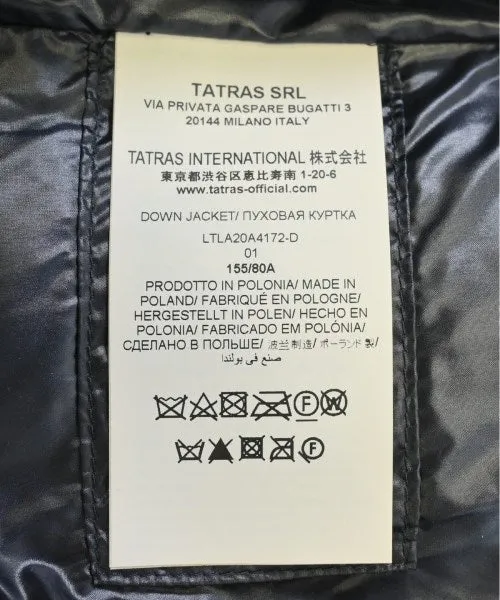 TATRAS SRL
VIA PRIVATA GASPARE BUGATTI 3
20144 MILANO ITALY
TATRAS INTERNATIONAL 株式会社
東京都渋谷区恵比寿南 1-20-6
www.tatras-official.com
DOWN JACKET/ ПУХОВАЯ КУРТКА
LTLA20A4172-D
01
155/80A
PRODOTTO IN POLONIA/ MADE IN
POLAND/ FABRIQUÉ EN POLOGNE/
HERGESTELLT IN POLEN/ HECHO EN
POLONIA/ FABRICADO EM POLÓNIA/
СДЕЛАНО В ПОЛЬШЕ/ 波兰制造/ ポーランド製/
صنع في بولندا
F W
F